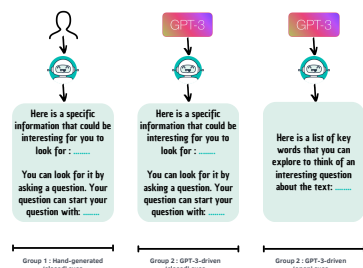 GPT-3
GPT-3
Here is a specific
information that could be
interesting for you to
look for : ........
You can look for it by
asking a question. Your
question can start your
question with: ........
Here is a specific
information that could be
interesting for you to
look for : ........
You can look for it by
asking a question. Your
question can start your
question with: ........
Here is a list of key
words that you can
explore to think of an
interesting question
about the text: ........
Group 1 : Hand-generated
Group 2 : GPT-3-driven
Group 2 : GPT-3-driven